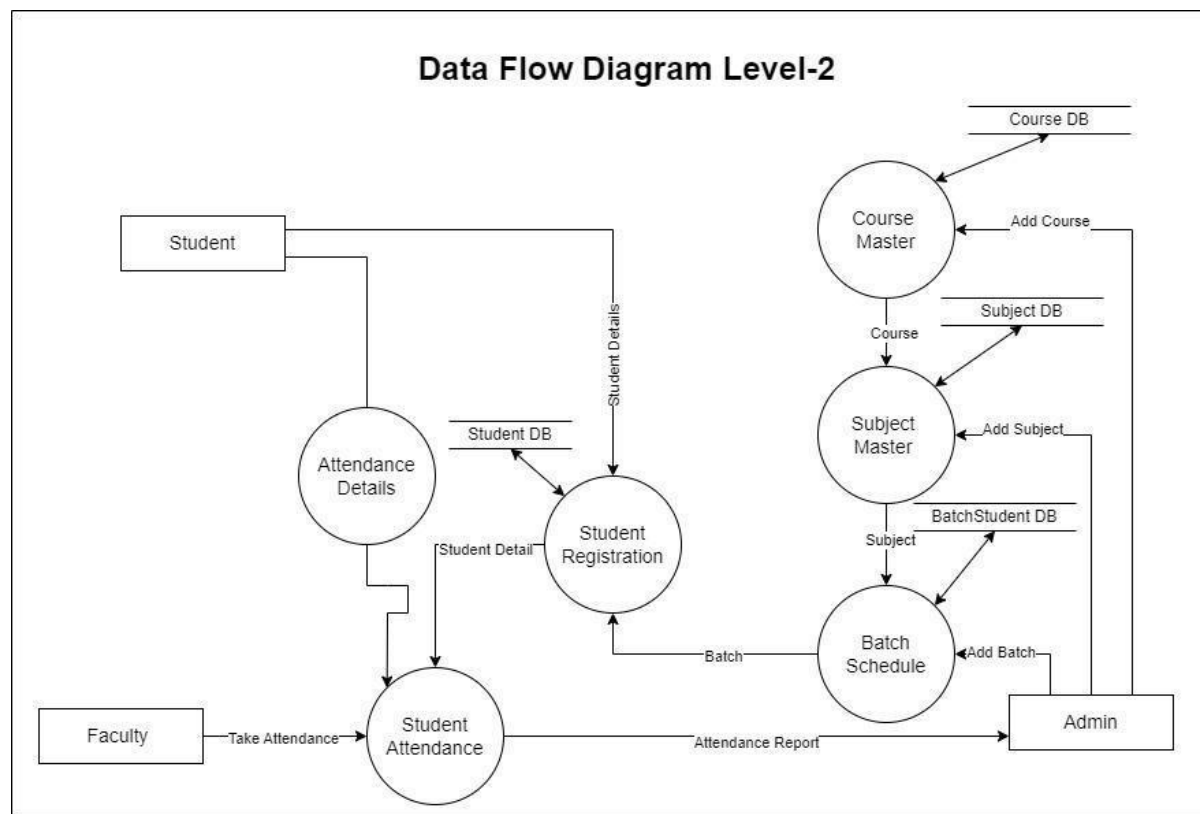 Data Flow Diagram Level-2
Course DB
Course
Master
Add Course
Student
Student Details
Subject DB
Course
Subject
Master
Add Subject
Student DB
Attendance
Details
BatchStudent DB
Student
Registration
Student Detail
Subject
Batch
Schedule
Batch
Add Batch
Faculty
Take Attendance
Student
Attendance
Attendance Report
Admin